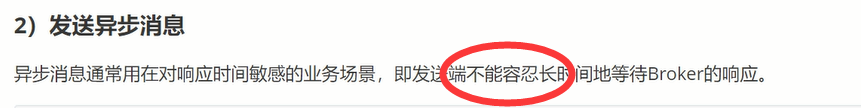 2）发送异步消息
异步消息通常用在对响应时间敏感的业务场景，即发送端不能容忍长时间地等待Broker的响应。